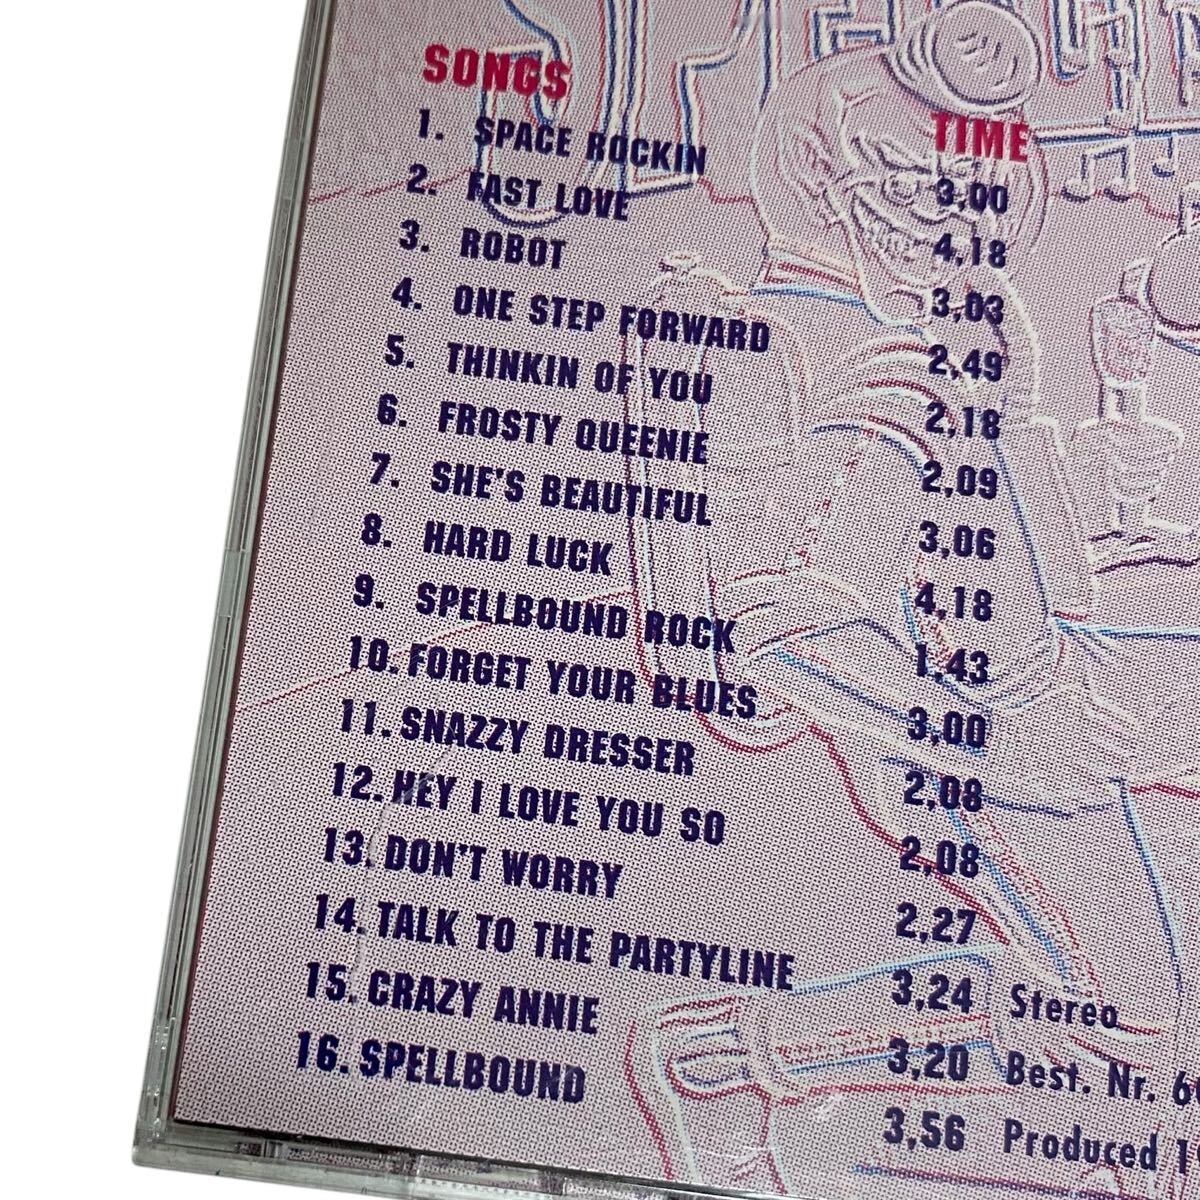 SONGS TIME
1. SPACE ROCKIN 3,00
2. FAST LOVE 4,18
3. ROBOT 3,03
4. ONE STEP FORWARD 2,49
5. THINKIN OF YOU 2,18
6. FROSTY QUEENIE 2,09
7. SHE'S BEAUTIFUL 3,06
8. HARD LUCK 4,18
9. SPELLBOUND ROCK 1,43
10. FORGET YOUR BLUES 3,00
11. SNAZZY DRESSER 2,08
12. HEY I LOVE YOU SO 2,08
13. DON'T WORRY 2,27
14. TALK TO THE PARTYLINE 3,24 Stereo
15. CRAZY ANNIE 3,20 Best. Nr.
16. SPELLBOUND 3,56 Produced